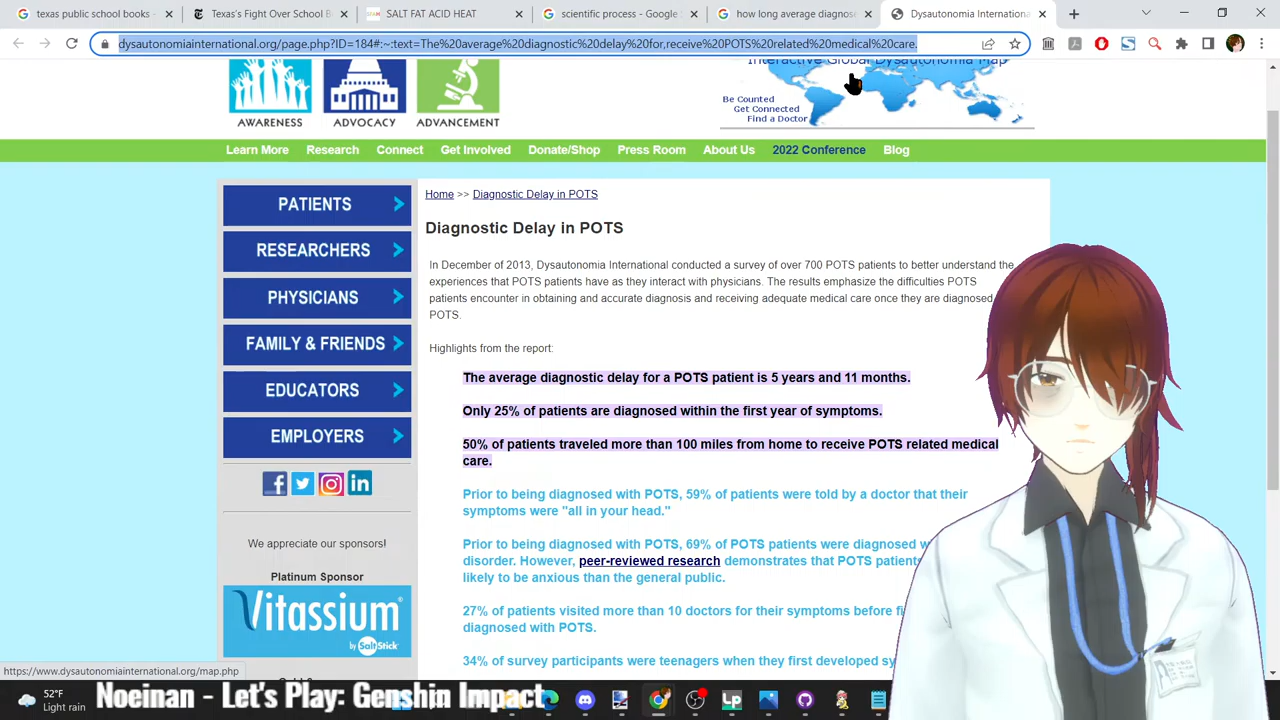 texas public school books -
Texas's Fight Over School B
SALT FAT ACID HEAT
scientific process - Google S
how long average diagnose
Dysautonomia Internationa
dysautonomiainternational.org/page.php?ID=184#:~:text=The%20average%20diagnostic%20delay%20for,receive%20POTS%20related%20medical%20care.
Interactive Global Dysautonomia Map
Be Counted
Get Connected
Find a Doctor
AWARENESS
ADVOCACY
ADVANCEMENT
Learn More
Research
Connect
Get Involved
Donate/Shop
Press Room
About Us
2022 Conference
Blog
PATIENTS
RESEARCHERS
PHYSICIANS
FAMILY & FRIENDS
EDUCATORS
EMPLOYERS
We appreciate our sponsors!
Platinum Sponsor
Vitassium
by SaltStick
Home >> Diagnostic Delay in POTS
Diagnostic Delay in POTS
In December of 2013, Dysautonomia International conducted a survey of over 700 POTS patients to better understand the
experiences that POTS patients have as they interact with physicians. The results emphasize the difficulties POTS
patients encounter in obtaining and accurate diagnosis and receiving adequate medical care once they are diagnosed
POTS.
Highlights from the report:
The average diagnostic delay for a POTS patient is 5 years and 11 months.
Only 25% of patients are diagnosed within the first year of symptoms.
50% of patients traveled more than 100 miles from home to receive POTS related medical
care.
Prior to being diagnosed with POTS, 59% of patients were told by a doctor that their
symptoms were "all in your head."
Prior to being diagnosed with POTS, 69% of POTS patients were diagnosed
disorder. However, peer-reviewed research demonstrates that POTS patients
likely to be anxious than the general public.
27% of patients visited more than 10 doctors for their symptoms before
diagnosed with POTS.
34% of survey participants were teenagers when they first developed
https://www.dysautonomiainternational.org/map.php
52°F
Light rain
Noeinan - Let's Play: Genshin Impact